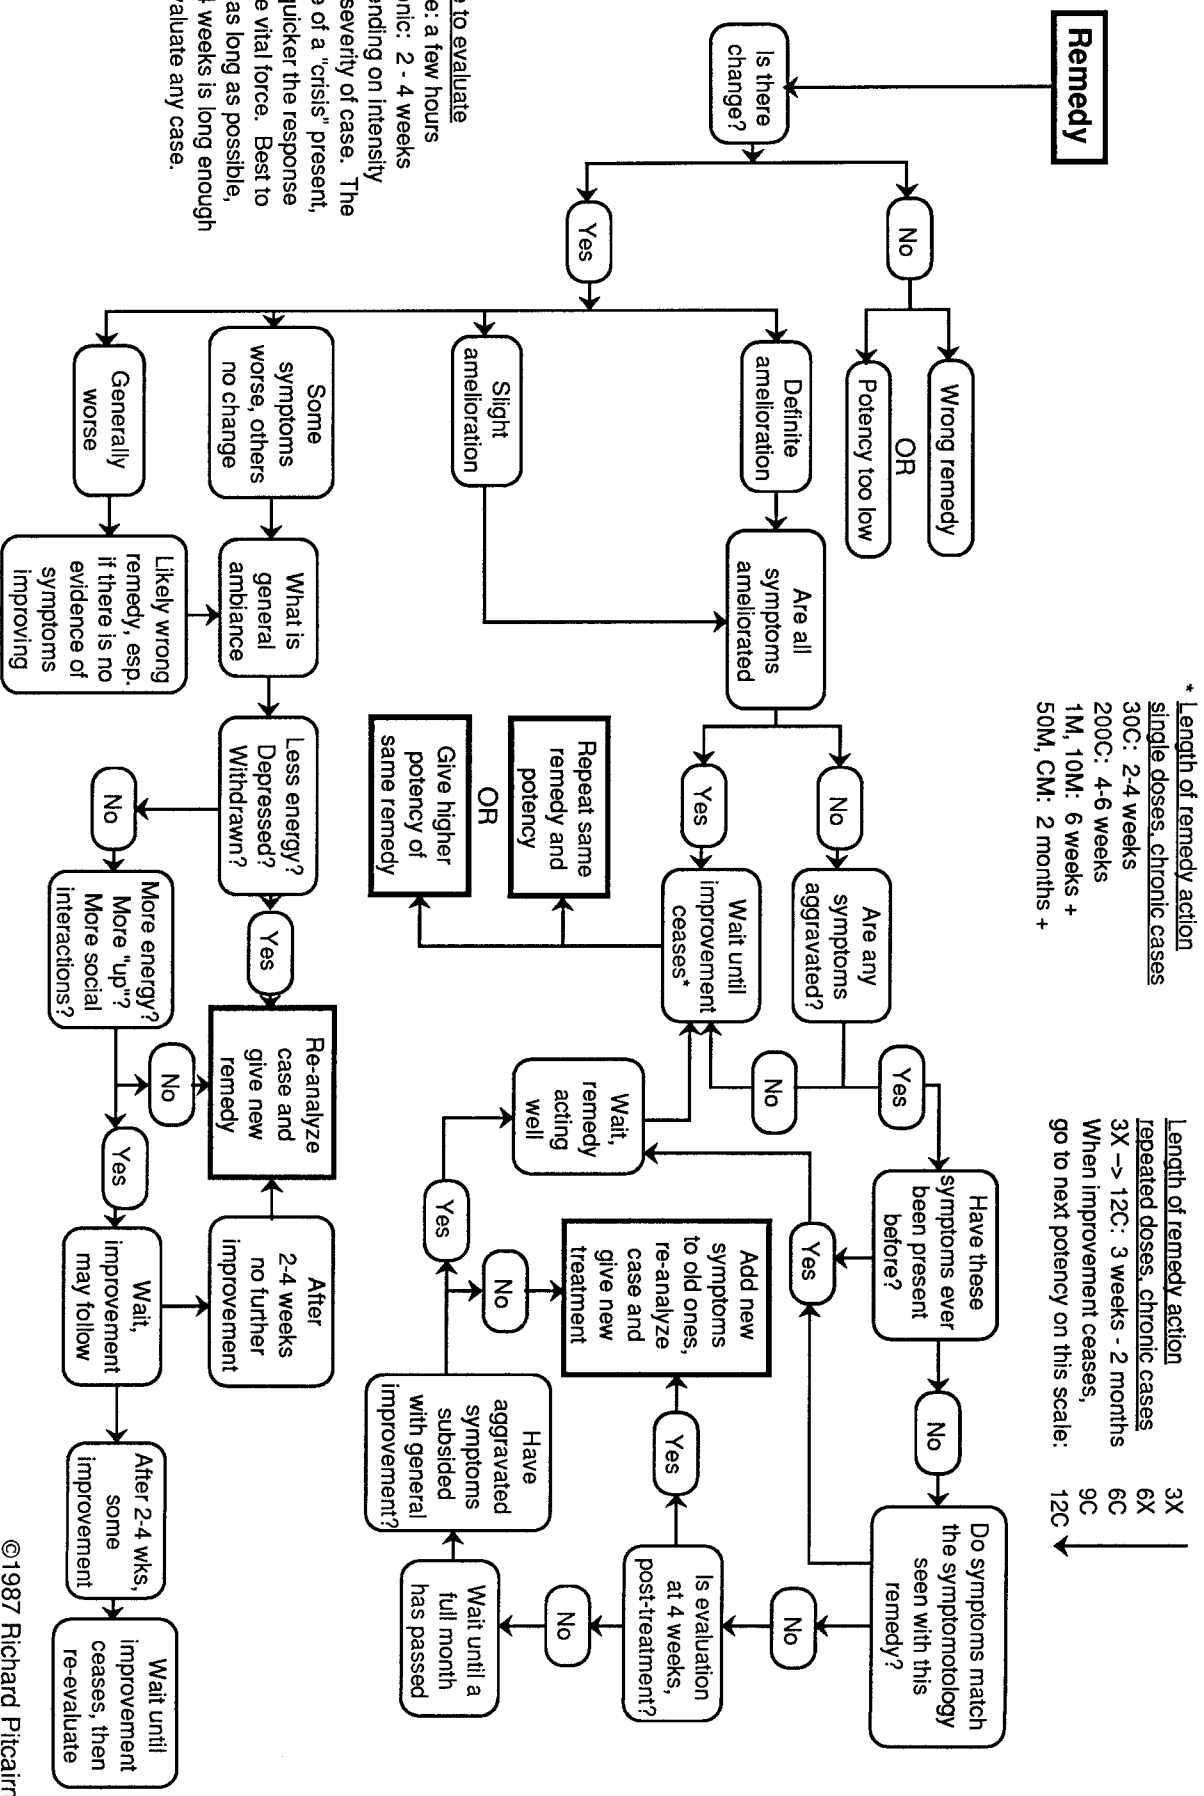 Remedy
* Length of remedy action
single doses, chronic cases
30C: 2-4 weeks
200C: 4-6 weeks
1M, 10M: 6 weeks +
50M, CM: 2 months +
Length of remedy action
repeated doses, chronic cases
3X –> 12C: 3 weeks - 2 months
When improvement ceases,
go to next potency on this scale:
3X
6X
6C
9C
12C
Is there
change?
No
Wrong remedy
OR
Potency too low
Yes
Definite
amelioration
Are all
symptoms
ameliorated
No
Are any
symptoms
aggravated?
Yes
Have these
symptoms ever
been present
before?
No
Do symptoms match
the symptomotology
seen with this
remedy?
Yes
Wait until
improvement
ceases*
No
Yes
No
Slight
amelioration
Repeat same
remedy and
potency
OR
Give higher
potency of
same remedy
Wait,
remedy
acting
well
Add new
symptoms
to old ones,
re-analyze
case and
give new
treatment
Yes
Is evaluation
at 4 weeks,
post-treatment?
Yes
No
No
Have
aggravated
symptoms
subsided
with general
improvement?
Wait until a
full month
has passed
to evaluate
a few hours
2 - 4 weeks
ending on intensity
severity of case. The
of a "crisis" present,
quicker the response
vital force. Best to
as long as possible,
weeks is long enough
valuate any case.
Some
symptoms
worse, others
no change
What is
general
ambiance
Less energy?
Depressed?
Withdrawn?
Yes
Re-analyze
case and
give new
remedy
After
2-4 weeks
no further
improvement
Generally
worse
Likely wrong
remedy, esp.
if there is no
evidence of
symptoms
improving
No
More energy?
More "up"?
More social
interactions?
No
Yes
Wait,
improvemkent
may follow
After 2-4 wks,
some
improvement
Wait until
improvement
ceases, then
re-evaluate
©1987 Richard Pitcairn